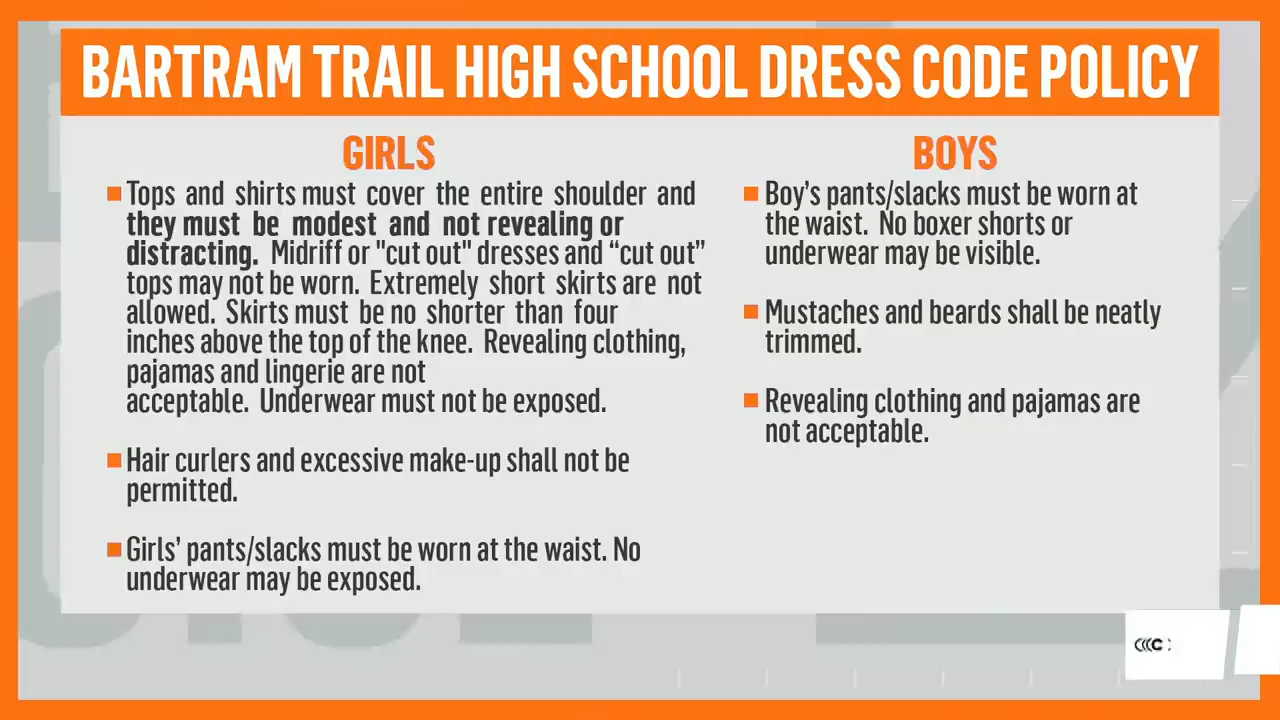 BARTRAM TRAIL HIGH SCHOOL DRESS CODE POLICY
GIRLS
Tops and shirts must cover the entire shoulder and
they must be modest and not revealing or
distracting. Midriff or "cut out" dresses and “cut out”
tops may not be worn. Extremely short skirts are not
allowed. Skirts must be no shorter than four
inches above the top of the knee. Revealing clothing,
pajamas and lingerie are not
acceptable. Underwear must not be exposed.
Hair curlers and excessive make-up shall not be
permitted.
Girls’ pants/slacks must be worn at the waist. No
underwear may be exposed.
BOYS
Boy’s pants/slacks must be worn at
the waist. No boxer shorts or
underwear may be visible.
Mustaches and beards shall be neatly
trimmed.
Revealing clothing and pajamas are
not acceptable.